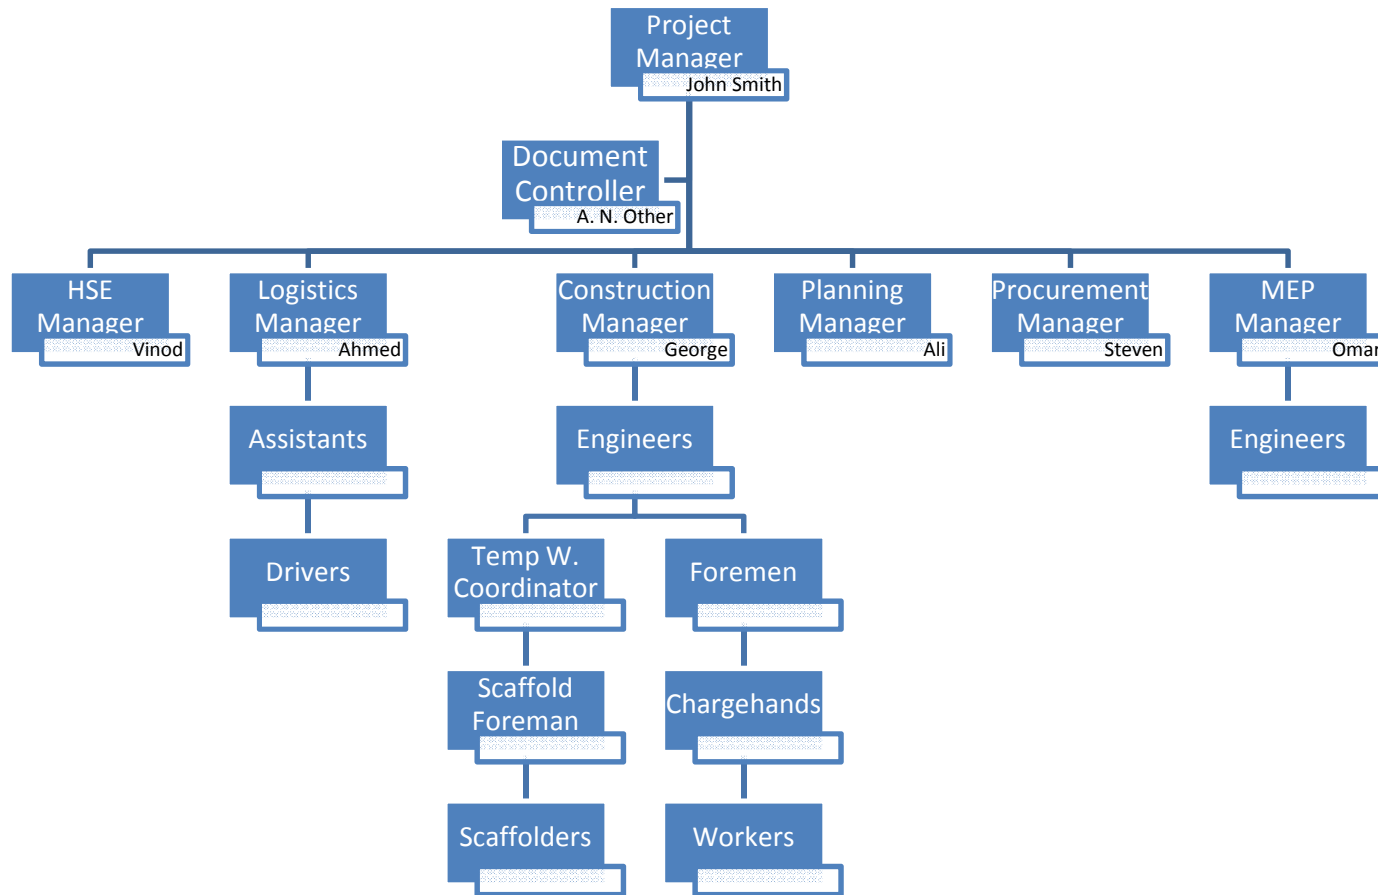 Project
Manager
John Smith
Document
Controller
A. N. Other
HSE
Manager
Vinod
Logistics
Manager
Ahmed
Construction
Manager
George
Planning
Manager
Ali
Procurement
Manager
Steven
MEP
Manager
Omar
Assistants
Engineers
Engineers
Drivers
Temp W.
Coordinator
Foremen
Scaffold
Foreman
Chargehands
Scaffolders
Workers